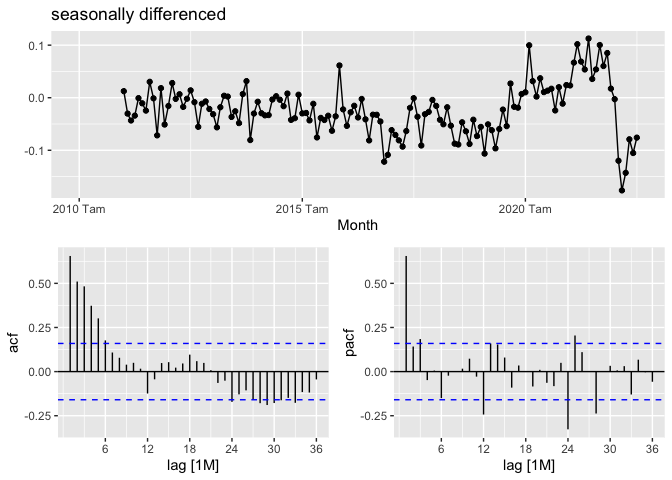 seasonally differenced
0.1
0.0
-0.1
2010 Tam
2015 Tam
2020 Tam
Month
acf
0.50
0.25
0.00
-0.25
6
12
18
24
30
36
lag [1M]
pacf
0.50
0.25
0.00
-0.25
6
12
18
24
30
36
lag [1M]